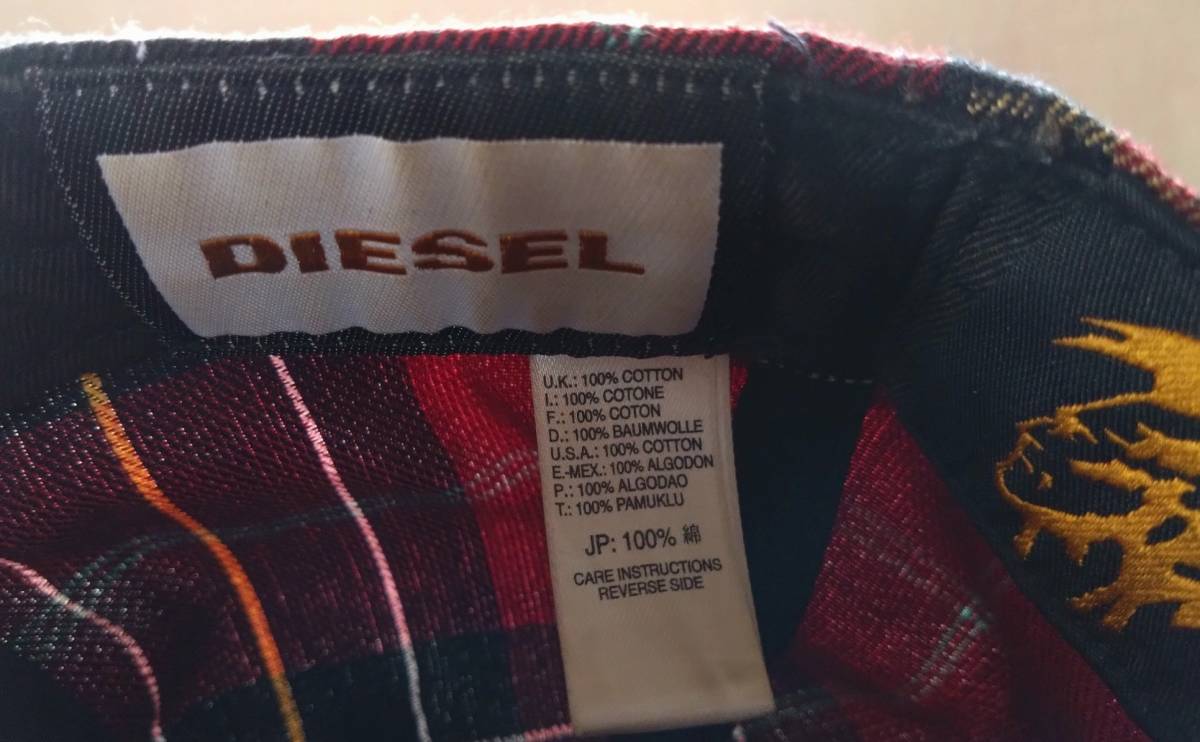 DIESEL
U.K.: 100% COTTON
I.: 100% COTONE
F.: 100% COTON
D.: 100% BAUMWOLLE
U.S.A.: 100% COTTON
E.-MEX.: 100% ALGODON
P.: 100% ALGODAO
T.: 100% PAMUKLU
JP: 100% 綿
CARE INSTRUCTIONS
REVERSE SIDE